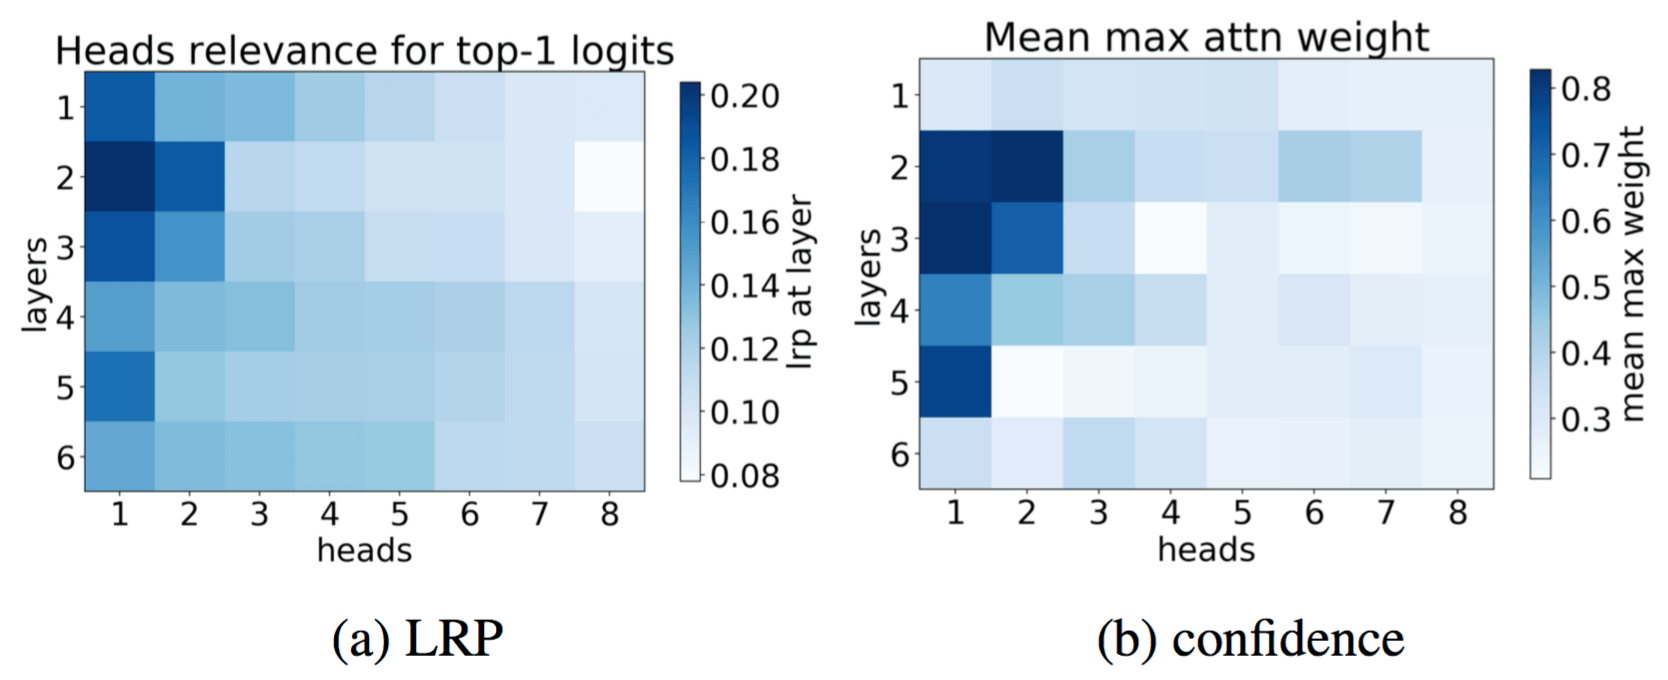 Heads relevance for top-1 logits
layers
1
2
3
4
5
6
1 2 3 4 5 6 7 8
heads
0.20
0.18
0.16
0.14
0.12
0.10
0.08
lrp at layer
(a) LRP
Mean max attn weight
layers
1
2
3
4
5
6
1 2 3 4 5 6 7 8
heads
0.8
0.7
0.6
0.5
0.4
0.3
mean max weight
(b) confidence